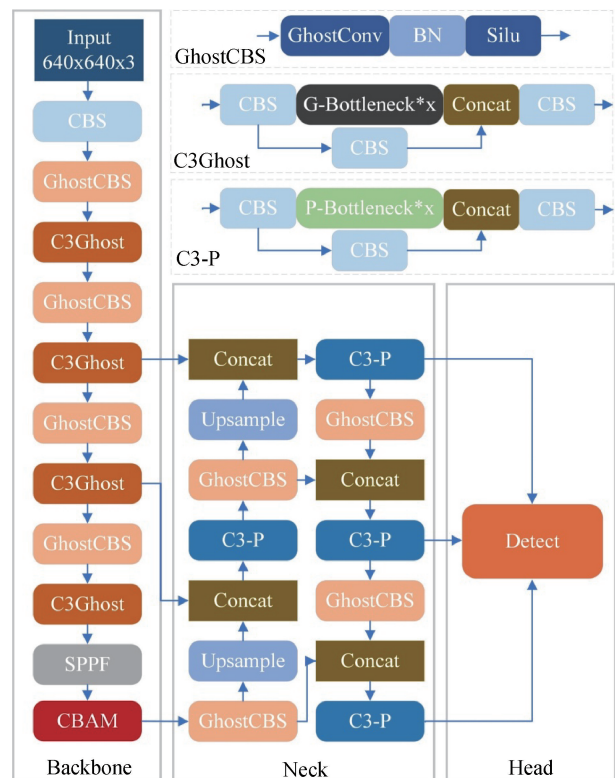 Input
640x640x3
CBS
GhostCBS
C3Ghost
GhostCBS
C3Ghost
GhostCBS
C3Ghost
GhostCBS
C3Ghost
SPPF
CBAM
Backbone
GhostConv
BN
Silu
GhostCBS
CBS
G-Bottleneck*x
Concat
CBS
CBS
C3Ghost
CBS
P-Bottleneck*x
Concat
CBS
CBS
C3-P
Concat
Upsample
GhostCBS
C3-P
Concat
Upsample
GhostCBS
C3-P
GhostCBS
Concat
C3-P
GhostCBS
Concat
C3-P
Neck
Detect
Head